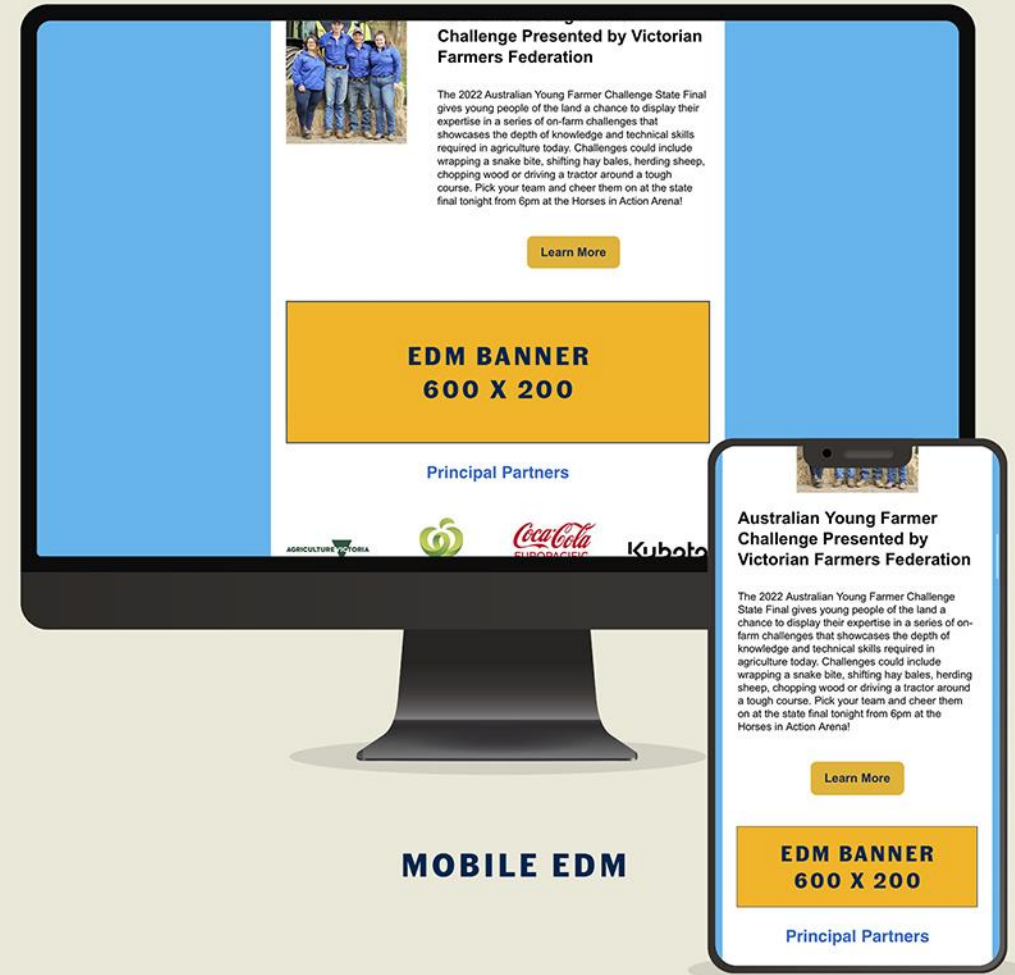 Challenge Presented by Victorian
Farmers Federation
The 2022 Australian Young Farmer Challenge State Final
gives young people of the land a chance to display their
expertise in a series of on-farm challenges that
showcases the depth of knowledge and technical skills
required in agriculture today. Challenges could include
wrapping a snake bite, shifting hay bales, herding sheep,
chopping wood or driving a tractor around a tough
course. Pick your team and cheer them on at the state
final tonight from 6pm at the Horses in Action Arena!
Learn More
EDM BANNER
600 X 200
Principal Partners
AGRICULTURE VICTORIA
Coca-Cola
EUROPACIFIC
Kubota
Australian Young Farmer
Challenge Presented by
Victorian Farmers Federation
The 2022 Australian Young Farmer Challenge
State Final gives young people of the land a
chance to display their expertise in a series of on-
farm challenges that showcases the depth of
knowledge and technical skills required in
agriculture today. Challenges could include
wrapping a snake bite, shifting hay bales, herding
sheep, chopping wood or driving a tractor around
a tough course. Pick your team and cheer them
on at the state final tonight from 6pm at the
Horses in Action Arena!
Learn More
EDM BANNER
600 X 200
Principal Partners
MOBILE EDM